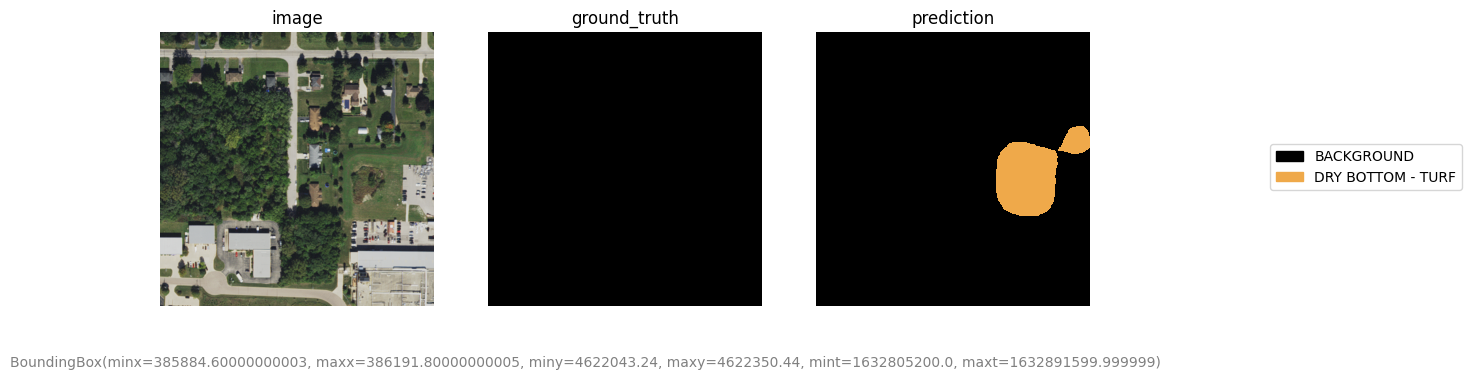 image
ground_truth
prediction
BACKGROUND
DRY BOTTOM - TURF
BoundingBox(minx=385884.60000000003, maxx=386191.80000000005, miny=4622043.24, maxy=4622350.44, mint=1632805200.0, maxt=1632891599.999999)